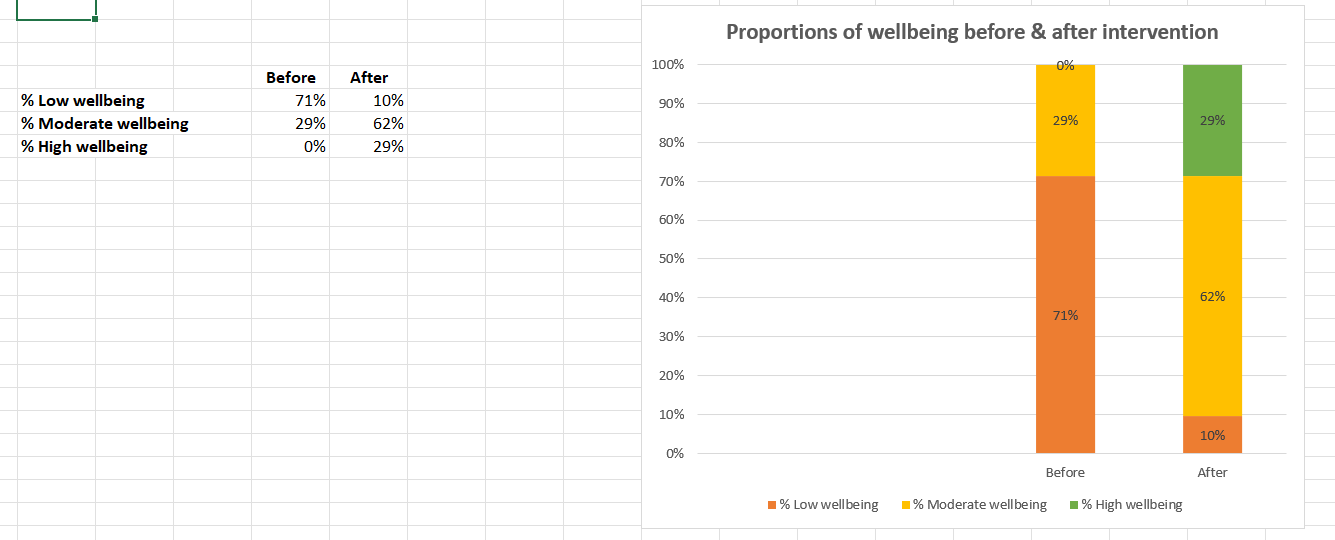 Before After
% Low wellbeing 71% 10%
% Moderate wellbeing 29% 62%
% High wellbeing 0% 29%
Proportions of wellbeing before & after intervention
100%
90%
80%
70%
60%
50%
40%
30%
20%
10%
0%
0%
29%
71%
29%
62%
10%
Before After
% Low wellbeing % Moderate wellbeing % High wellbeing